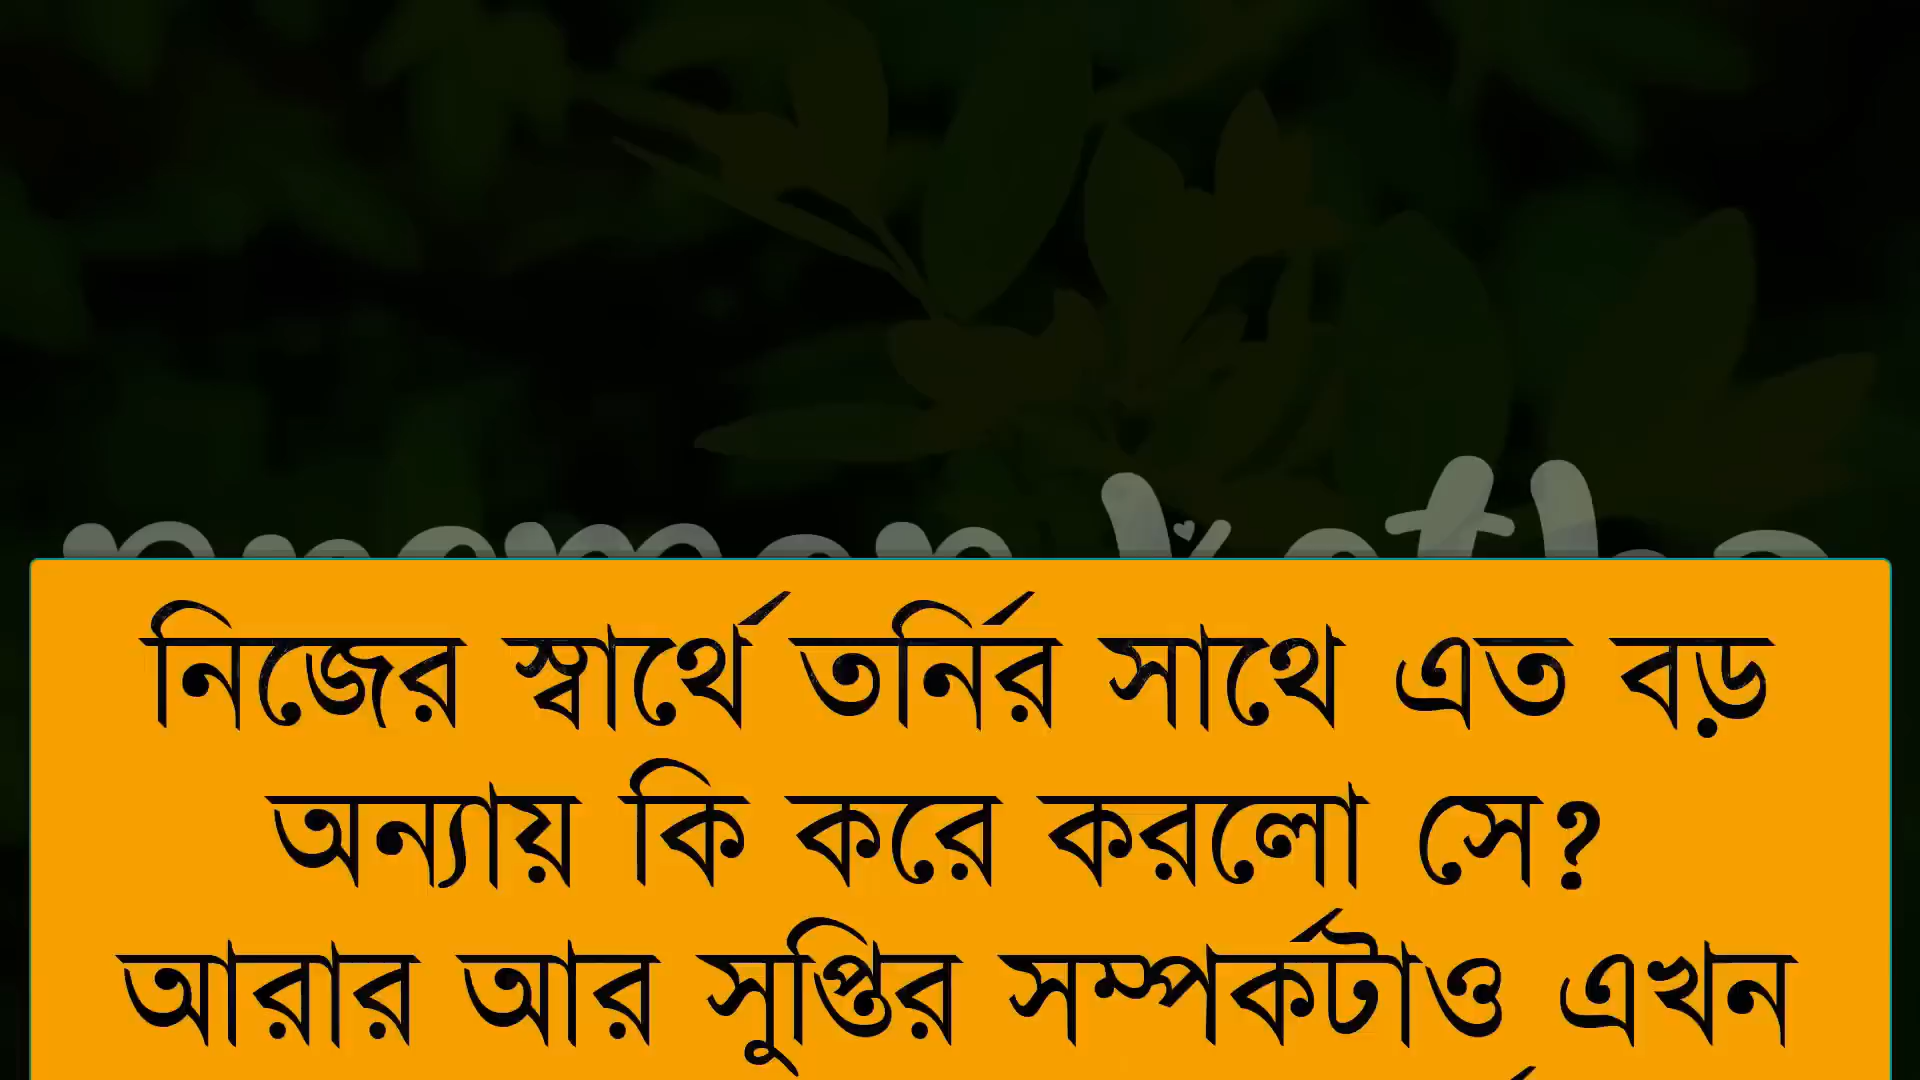 নিজের স্বার্থে তর্নির সাথে এত বড়
অন্যায় কি করে করলো সে?
আরার আর সুপ্তির সম্পর্কটাও এখন